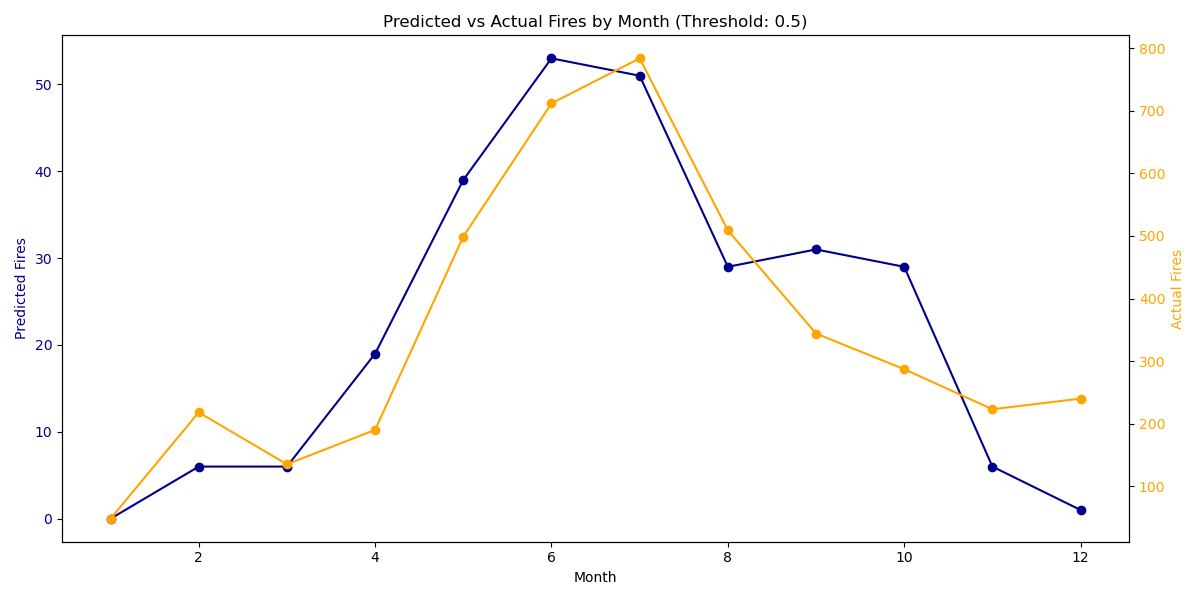 Predicted vs Actual Fires by Month (Threshold: 0.5)
Predicted Fires
50
40
30
20
10
0
800
700
600
500
400
300
200
100
Actual Fires
2 4 6 8 10 12
Month